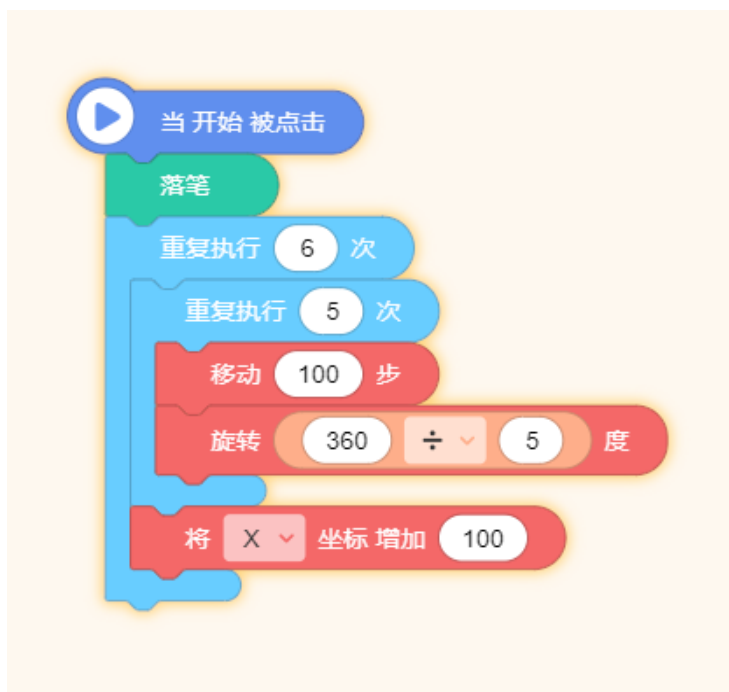 当 开始 被点击
落笔
重复执行 6 次
重复执行 5 次
移动 100 步
旋转 360 ÷ 5 度
将 X 坐标 增加 100